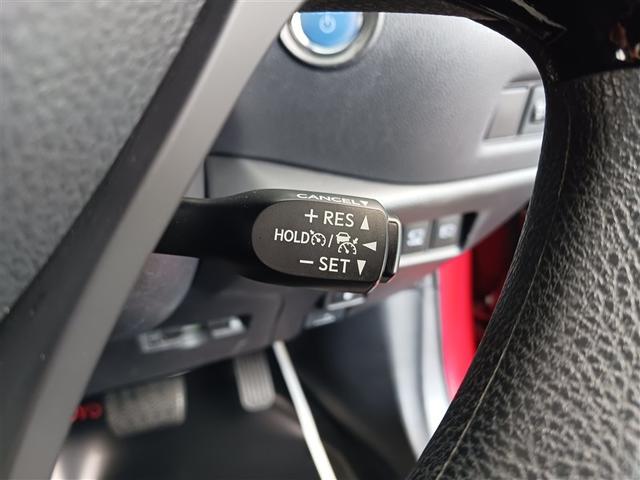 CANCEL▼
+ RES ▲
HOLD / ◄
− SET ▼